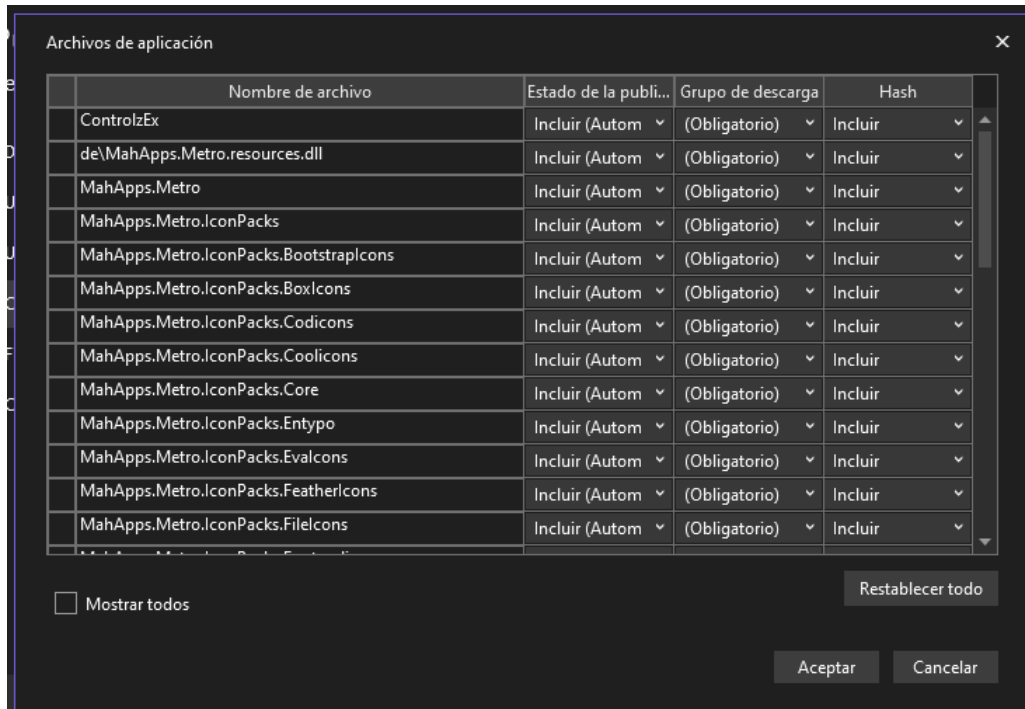 Archivos de aplicación
Nombre de archivo Estado de la publi... Grupo de descarga Hash
ControlzEx Incluir (Autom (Obligatorio) Incluir
de\MahApps.Metro.resources.dll Incluir (Autom (Obligatorio) Incluir
MahApps.Metro Incluir (Autom (Obligatorio) Incluir
MahApps.Metro.IconPacks Incluir (Autom (Obligatorio) Incluir
MahApps.Metro.IconPacks.BootstrapIcons Incluir (Autom (Obligatorio) Incluir
MahApps.Metro.IconPacks.BoxIcons Incluir (Autom (Obligatorio) Incluir
MahApps.Metro.IconPacks.Codicons Incluir (Autom (Obligatorio) Incluir
MahApps.Metro.IconPacks.Coolicons Incluir (Autom (Obligatorio) Incluir
MahApps.Metro.IconPacks.Core Incluir (Autom (Obligatorio) Incluir
MahApps.Metro.IconPacks.Entypo Incluir (Autom (Obligatorio) Incluir
MahApps.Metro.IconPacks.EvaIcons Incluir (Autom (Obligatorio) Incluir
MahApps.Metro.IconPacks.FeatherIcons Incluir (Autom (Obligatorio) Incluir
MahApps.Metro.IconPacks.FileIcons Incluir (Autom (Obligatorio) Incluir
Restablecer todo
Mostrar todos
Aceptar Cancelar